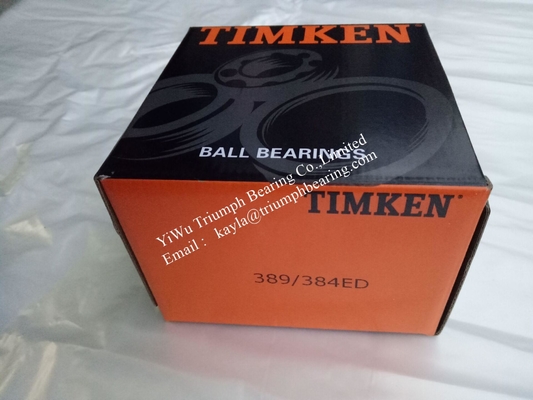 TIMKEN
BALL BEARINGS
YiWu Triumph Bearing Co.,Limited
Email : kayla@triumphbearing.com
TIMKEN
389/384ED